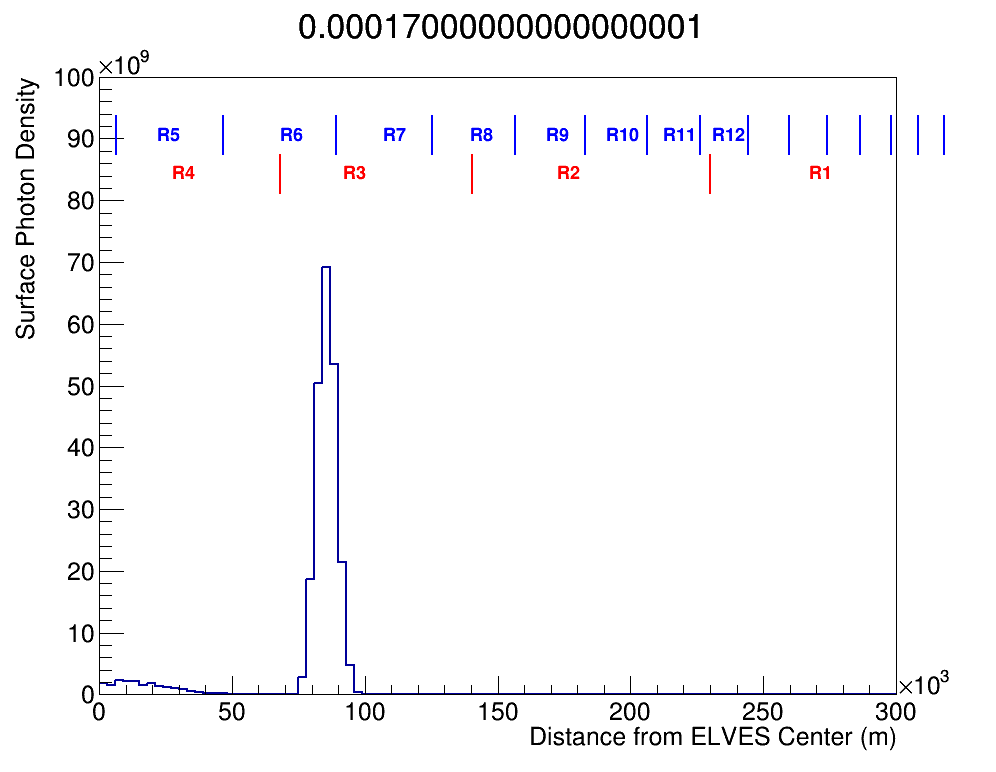 0.00017000000000000001
×10⁹
Surface Photon Density
100
90
80
70
60
50
40
30
20
10
0
R5 R6 R7 R8 R9 R10 R11 R12
R4 R3 R2 R1
0 50 100 150 200 250 300
×10³
Distance from ELVES Center (m)